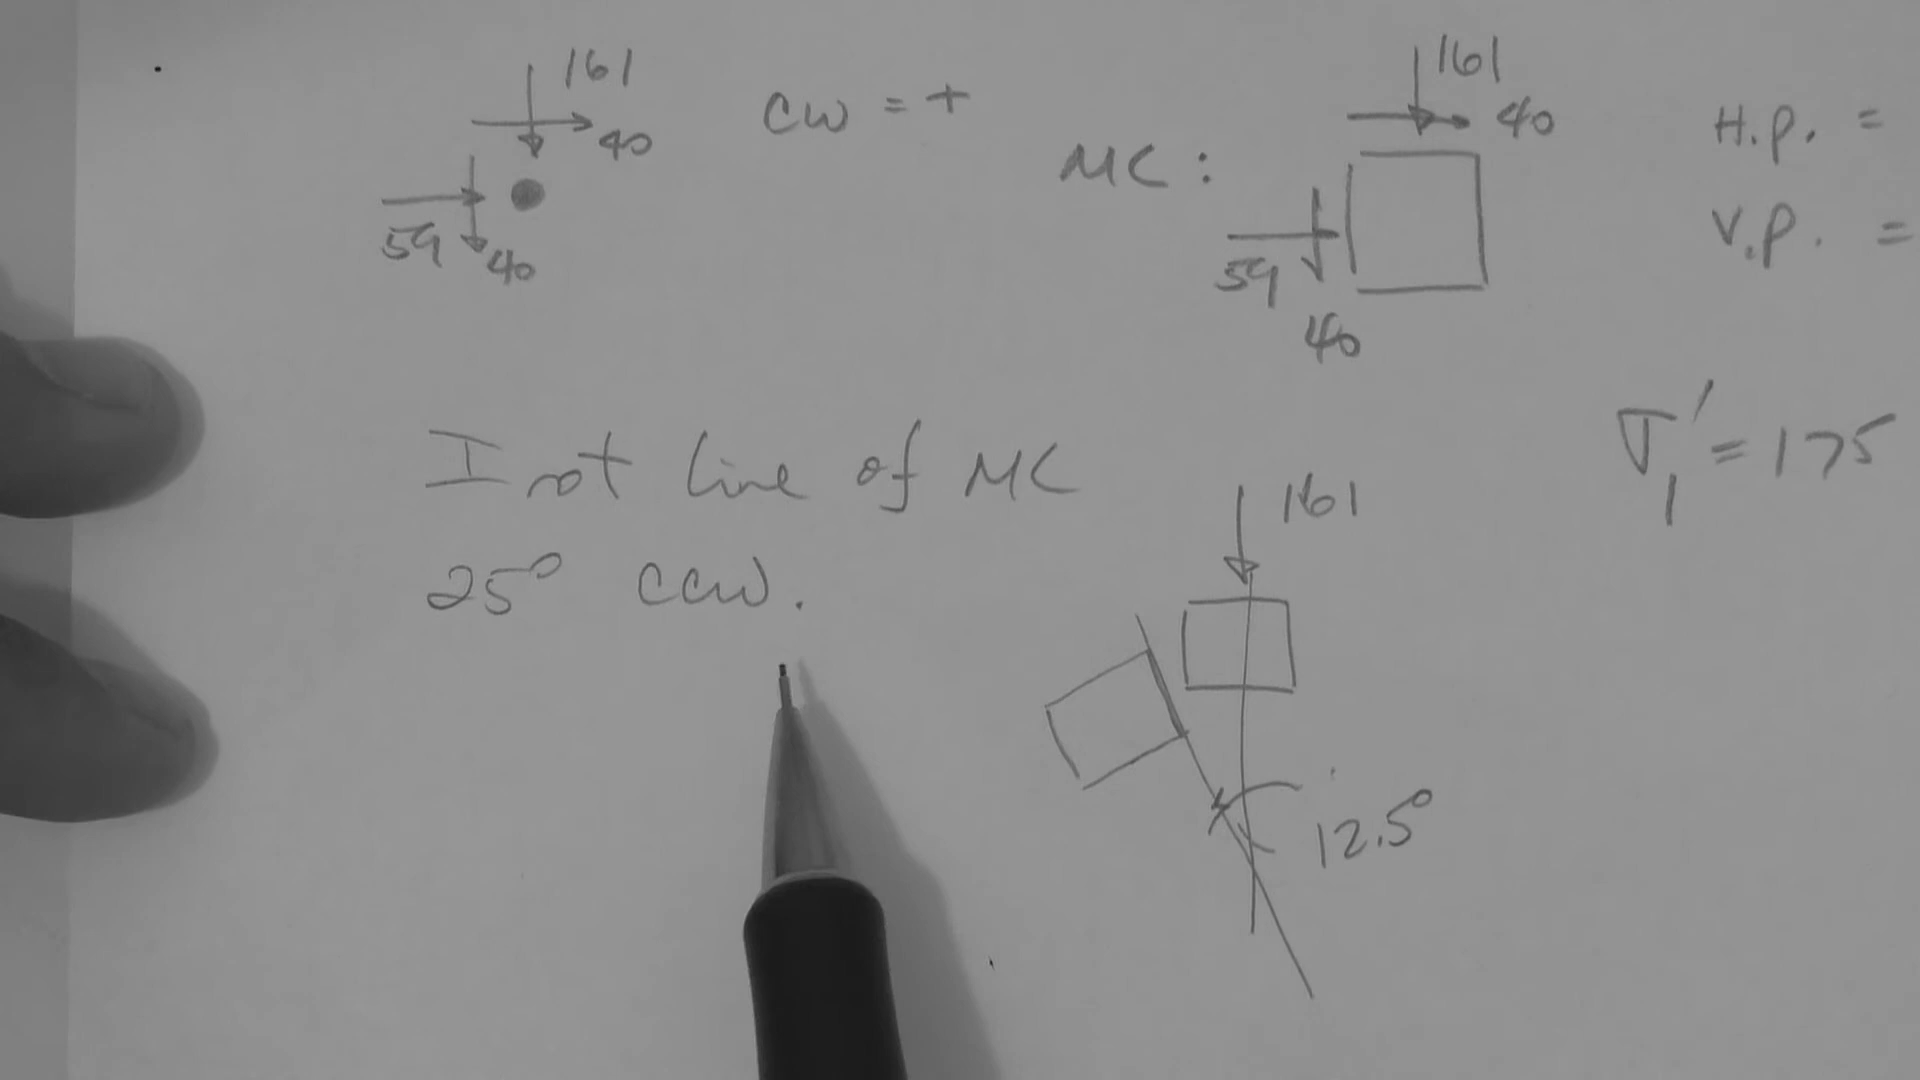 161
40
59
40
cw = +
MC:
161
40
59
40
H.p. =
V.p. =
I rot line of MC
25° ccw.
σ₁' = 175
161
12.5°